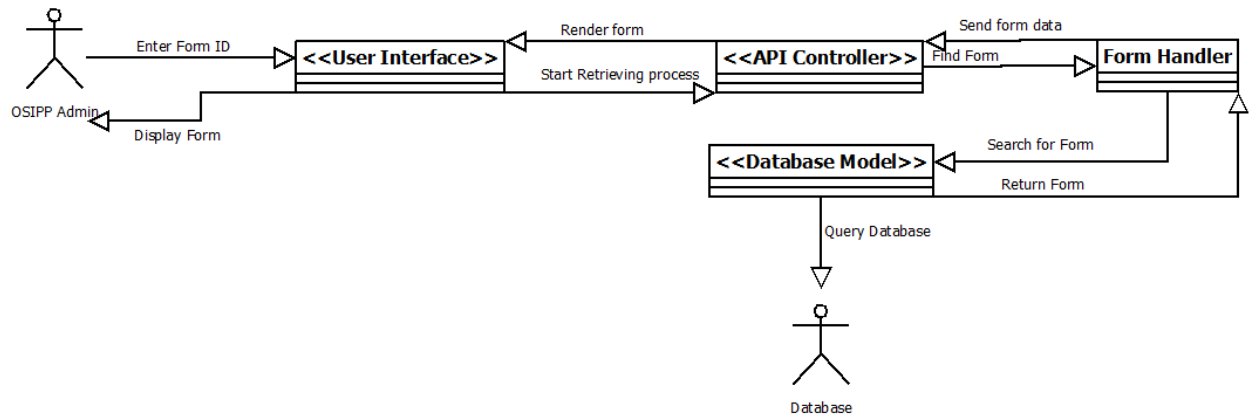 Send form data
Render form
Enter Form ID
<<User Interface>>
<<API Controller>>
Find Form
Form Handler
Start Retrieving process
OSIPP Admin
Display Form
Search for Form
<<Database Model>>
Return Form
Query Database
Database